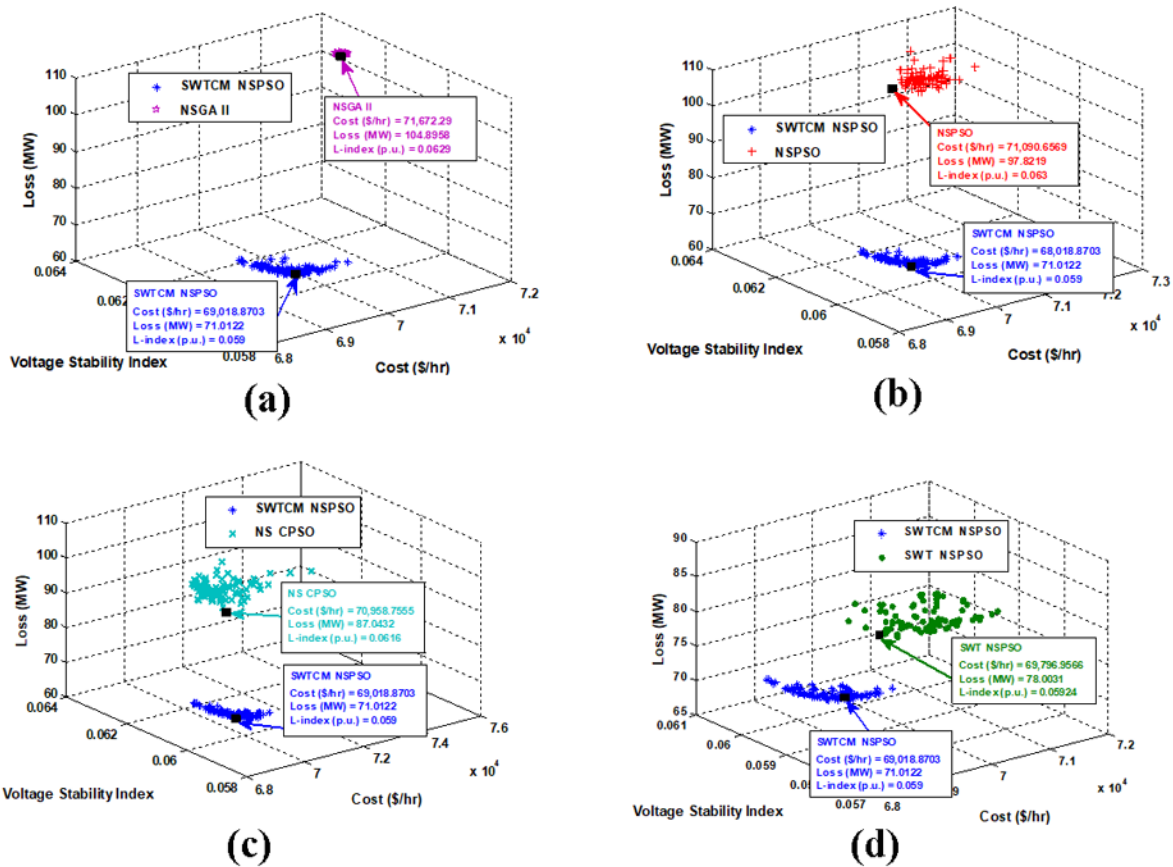 110
100
90
80
70
60
Loss (MW)
SWTCM NSPSO
NSGA II
NSGA II
Cost ($/hr) = 71,672.29
Loss (MW) = 104.8958
L-index (p.u.) = 0.0629
SWTCM NSPSO
Cost ($/hr) = 69,018.8703
Loss (MW) = 71.0122
L-index (p.u.) = 0.059
0.064
0.062
0.058
Voltage Stability Index
6.8
6.9
7
7.1
7.2
x 10⁴
Cost ($/hr)
(a)
110
100
90
80
70
60
Loss (MW)
SWTCM NSPSO
NSPSO
NSPSO
Cost ($/hr) = 71,090.6569
Loss (MW) = 97.8219
L-index (p.u.) = 0.063
SWTCM NSPSO
Cost ($/hr) = 68,018.8703
Loss (MW) = 71.0122
L-index (p.u.) = 0.059
0.064
0.062
0.06
0.058
Voltage Stability Index
6.8
6.9
7
7.1
7.2
7.3
x 10⁴
Cost ($/hr)
(b)
110
100
90
80
70
60
Loss (MW)
SWTCM NSPSO
NS CPSO
NS CPSO
Cost ($/hr) = 70,958.7555
Loss (MW) = 87.0432
L-index (p.u.) = 0.0616
SWTCM NSPSO
Cost ($/hr) = 69,018.8703
Loss (MW) = 71.0122
L-index (p.u.) = 0.059
0.064
0.062
0.06
0.058
Voltage Stability Index
6.8
7
7.2
7.4
7.6
x 10⁴
Cost ($/hr)
(c)
90
85
80
75
70
65
Loss (MW)
SWTCM NSPSO
SWT NSPSO
SWT NSPSO
Cost ($/hr) = 69,796.9566
Loss (MW) = 78.0031
L-index (p.u.) = 0.05924
SWTCM NSPSO
Cost ($/hr) = 69,018.8703
Loss (MW) = 71.0122
L-index (p.u.) = 0.059
0.061
0.06
0.059
0.057
Voltage Stability Index
6.8
7
7.1
7.2
x 10⁴
Cost ($/hr)
(d)